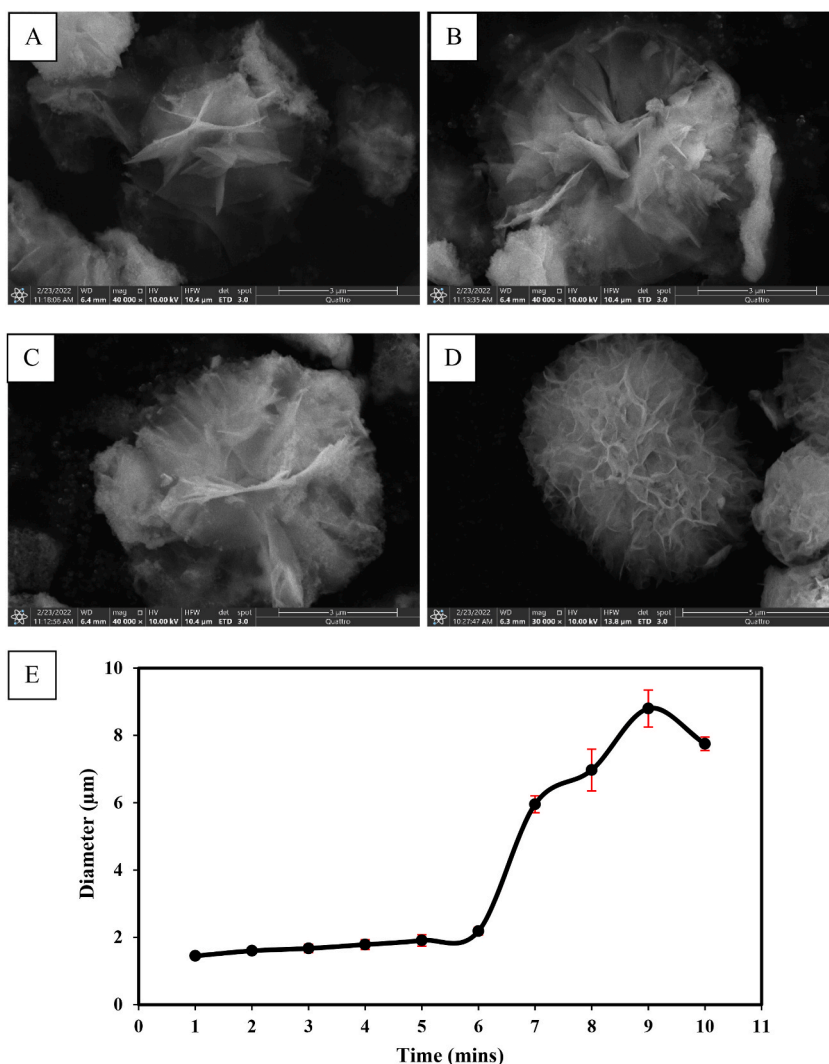 A
2/23/2022 WD mag □ HV HFW det spot 3 µm
11:18:06 AM 6.4 mm 40 000 × 10.00 kV 10.4 µm ETD 3.0 Quattro
B
2/23/2022 WD mag □ HV HFW det spot 3 µm
11:13:35 AM 6.4 mm 40 000 × 10.00 kV 10.4 µm ETD 3.0 Quattro
C
2/23/2022 WD mag □ HV HFW det spot 3 µm
11:12:56 AM 6.4 mm 40 000 × 10.00 kV 10.4 µm ETD 3.0 Quattro
D
2/23/2022 WD mag □ HV HFW det spot 5 µm
10:27:47 AM 6.3 mm 30 000 × 10.00 kV 13.8 µm ETD 3.0 Quattro
E
10
8
6
4
2
0
Diameter (µm)
0 1 2 3 4 5 6 7 8 9 10 11
Time (mins)